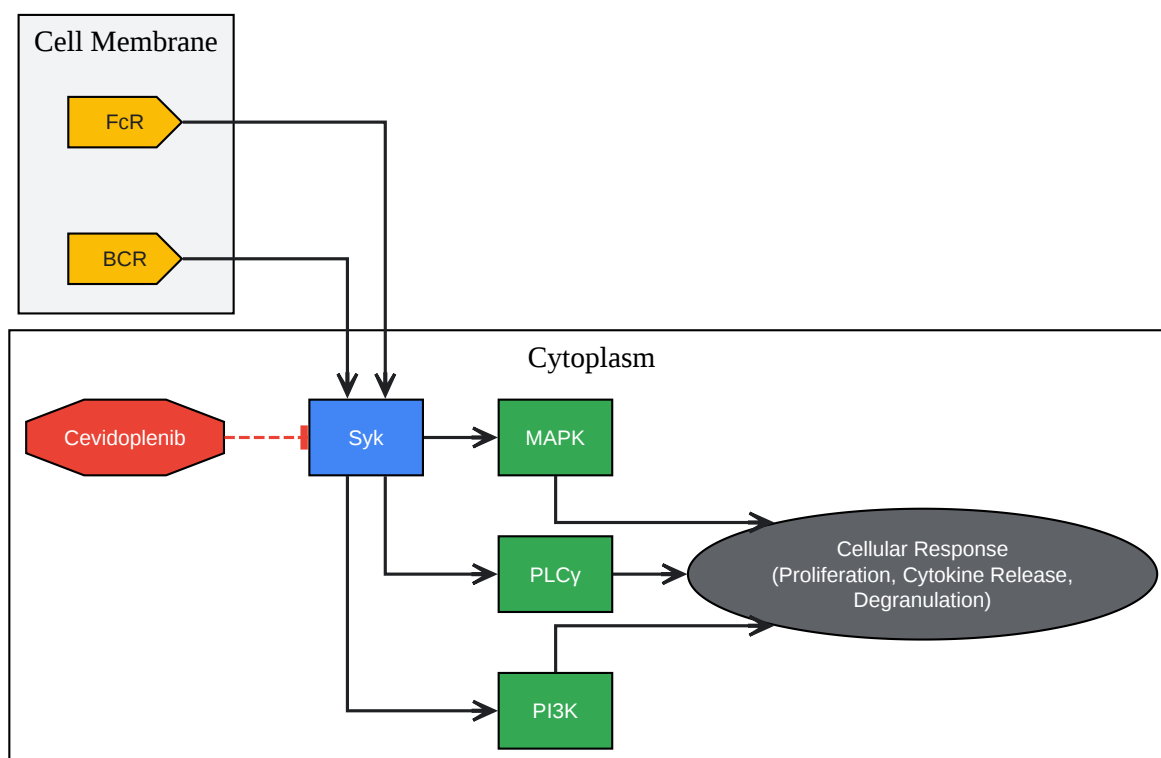 Cell Membrane
FcR
BCR
Cytoplasm
Cevidoplenib
Syk
MAPK
PLCγ
PI3K
Cellular Response
(Proliferation, Cytokine Release,
Degranulation)